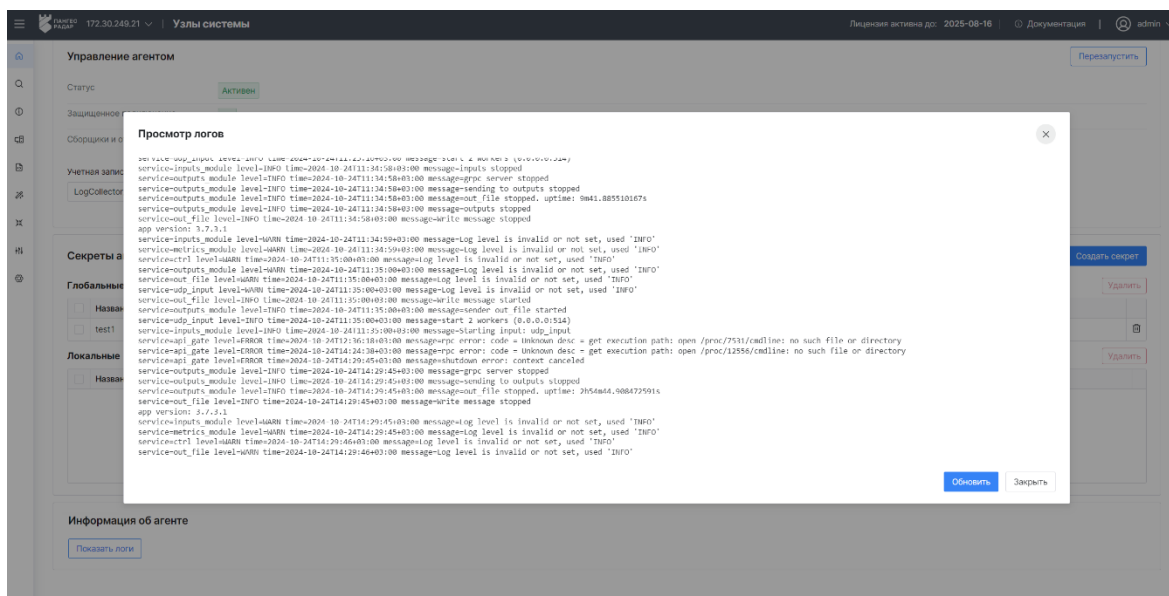 ПАНГЕО РАДАР 172.30.249.21 | Узлы системы Лицензия активна до: 2025-08-16 Документация | admin
Управление агентом Перезапустить
Статус Активен
Защищенное
Сборщики и о
Учетная запис
LogCollector
Секреты а Создать секрет
Глобальные Удалить
Назван
test1
Локальные Удалить
Назван
Просмотр логов
service=udp_input level=INFO time=2024-10-24T11:25:16+03:00 message=start 2 workers (0.0.0.0:514)
service=inputs_module level=INFO time=2024-10-24T11:34:58+03:00 message=inputs stopped
service=outputs_module level=INFO time=2024-10-24T11:34:58+03:00 message=grpc server stopped
service=outputs_module level=INFO time=2024-10-24T11:34:58+03:00 message=sending to outputs stopped
service=outputs_module level=INFO time=2024-10-24T11:34:58+03:00 message=out_file stopped. uptime: 9m41.885510167s
service=outputs_module level=INFO time=2024-10-24T11:34:58+03:00 message=outputs stopped
service=out_file level=INFO time=2024-10-24T11:34:58+03:00 message=write message stopped
app version: 3.7.3.1
service=inputs_module level=WARN time=2024-10-24T11:34:59+03:00 message=Log level is invalid or not set, used 'INFO'
service=metrics_module level=WARN time=2024-10-24T11:34:59+03:00 message=Log level is invalid or not set, used 'INFO'
service=ctrl level=WARN time=2024-10-24T11:35:00+03:00 message=Log level is invalid or not set, used 'INFO'
service=outputs_module level=WARN time=2024-10-24T11:35:00+03:00 message=Log level is invalid or not set, used 'INFO'
service=out_file level=WARN time=2024-10-24T11:35:00+03:00 message=Log level is invalid or not set, used 'INFO'
service=udp_input level=WARN time=2024-10-24T11:35:00+03:00 message=Log level is invalid or not set, used 'INFO'
service=out_file level=INFO time=2024-10-24T11:35:00+03:00 message=write message started
service=outputs_module level=INFO time=2024-10-24T11:35:00+03:00 message=sender out file started
service=udp_input level=INFO time=2024-10-24T11:35:00+03:00 message=start 2 workers (0.0.0.0:514)
service=inputs_module level=INFO time=2024-10-24T11:35:00+03:00 message=Starting input: udp_input
service=api_gate level=ERROR time=2024-10-24T12:36:18+03:00 message=rpc error: code = Unknown desc = get execution path: open /proc/7531/cmdline: no such file or directory
service=api_gate level=ERROR time=2024-10-24T14:24:38+03:00 message=rpc error: code = Unknown desc = get execution path: open /proc/12556/cmdline: no such file or directory
service=api_gate level=ERROR time=2024-10-24T14:29:45+03:00 message=shutdown error: context canceled
service=outputs_module level=INFO time=2024-10-24T14:29:45+03:00 message=grpc server stopped
service=outputs_module level=INFO time=2024-10-24T14:29:45+03:00 message=sending to outputs stopped
service=outputs_module level=INFO time=2024-10-24T14:29:45+03:00 message=out_file stopped. uptime: 2h54m44.908472591s
service=out_file level=INFO time=2024-10-24T14:29:45+03:00 message=write message stopped
app version: 3.7.3.1
service=inputs_module level=WARN time=2024-10-24T14:29:45+03:00 message=Log level is invalid or not set, used 'INFO'
service=metrics_module level=WARN time=2024-10-24T14:29:45+03:00 message=Log level is invalid or not set, used 'INFO'
service=ctrl level=WARN time=2024-10-24T14:29:46+03:00 message=Log level is invalid or not set, used 'INFO'
service=out_file level=WARN time=2024-10-24T14:29:46+03:00 message=Log level is invalid or not set, used 'INFO'
Обновить Закрыть
Информация об агенте
Показать логи